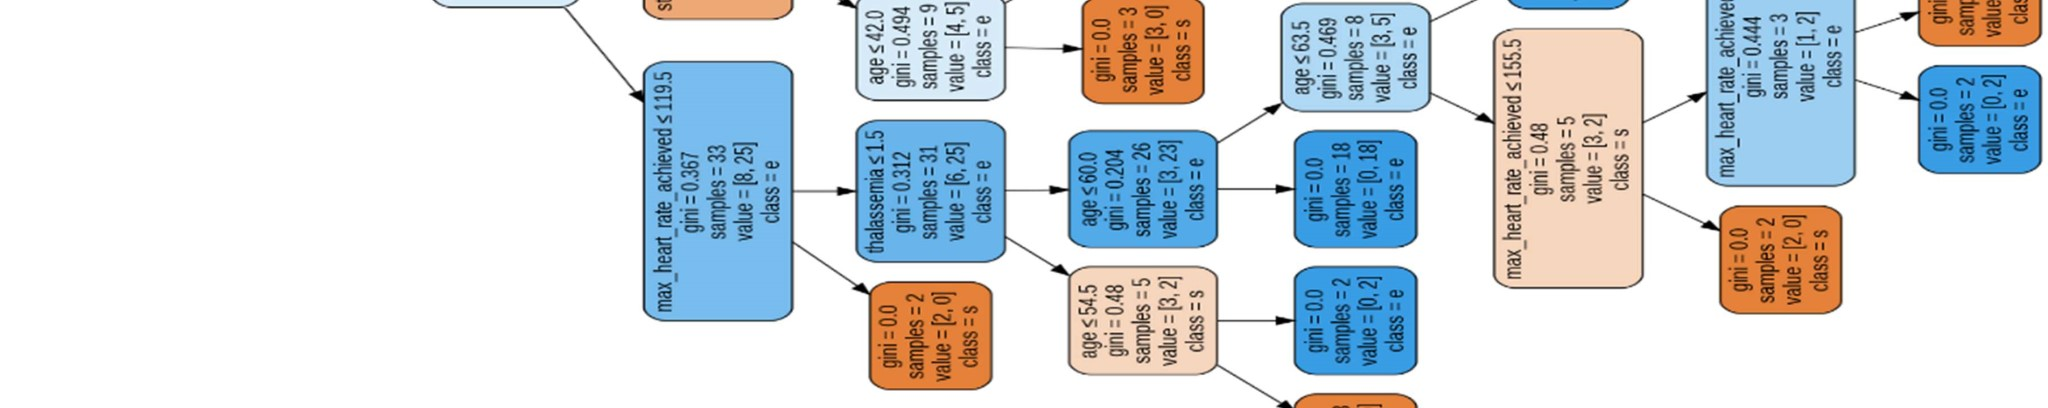 st
age ≤ 42.0
gini = 0.494
samples = 9
value = [4, 5]
class = e
gini = 0.0
samples = 3
value = [3, 0]
class = s
age ≤ 63.5
gini = 0.469
samples = 8
value = [3, 5]
class = e
max_heart_rate_achieved ≤ 155.5
gini = 0.48
samples = 5
value = [3, 2]
class = s
max_heart_rate_achieved
gini = 0.444
samples = 3
value = [1, 2]
class = e
gini
samp
value
clas
gini = 0.0
samples = 2
value = [0, 2]
class = e
max_heart_rate_achieved ≤ 119.5
gini = 0.367
samples = 33
value = [8, 25]
class = e
thalassemia ≤ 1.5
gini = 0.312
samples = 31
value = [6, 25]
class = e
age ≤ 60.0
gini = 0.204
samples = 26
value = [3, 23]
class = e
gini = 0.0
samples = 18
value = [0, 18]
class = e
gini = 0.0
samples = 2
value = [2, 0]
class = s
gini = 0.0
samples = 2
value = [2, 0]
class = s
age ≤ 54.5
gini = 0.48
samples = 5
value = [3, 2]
class = s
gini = 0.0
samples = 2
value = [0, 2]
class = e